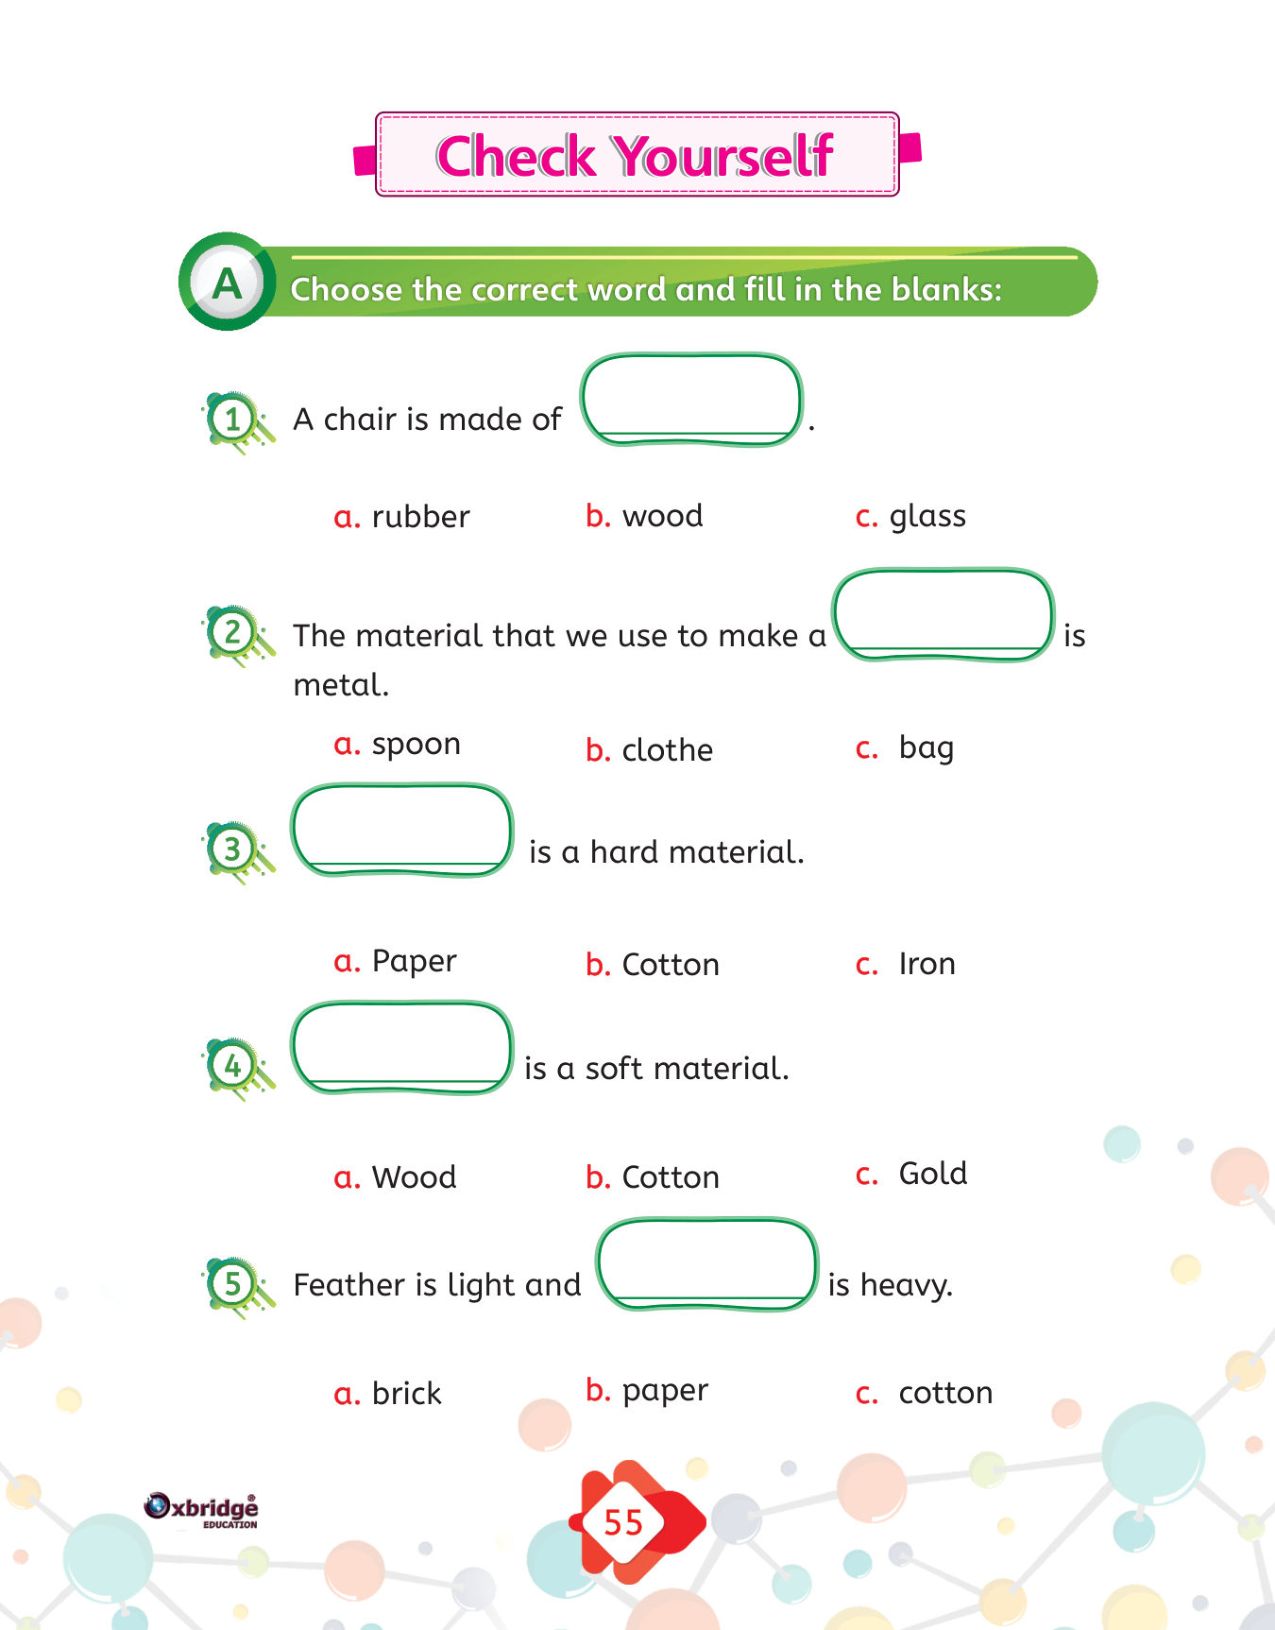 Check Yourself
A Choose the correct word and fill in the blanks:
1 A chair is made of .
a. rubber b. wood c. glass
2 The material that we use to make a is
metal.
a. spoon b. clothe c. bag
3 is a hard material.
a. Paper b. Cotton c. Iron
4 is a soft material.
a. Wood b. Cotton c. Gold
5 Feather is light and is heavy.
a. brick b. paper c. cotton
Oxbridge®
EDUCATION
55